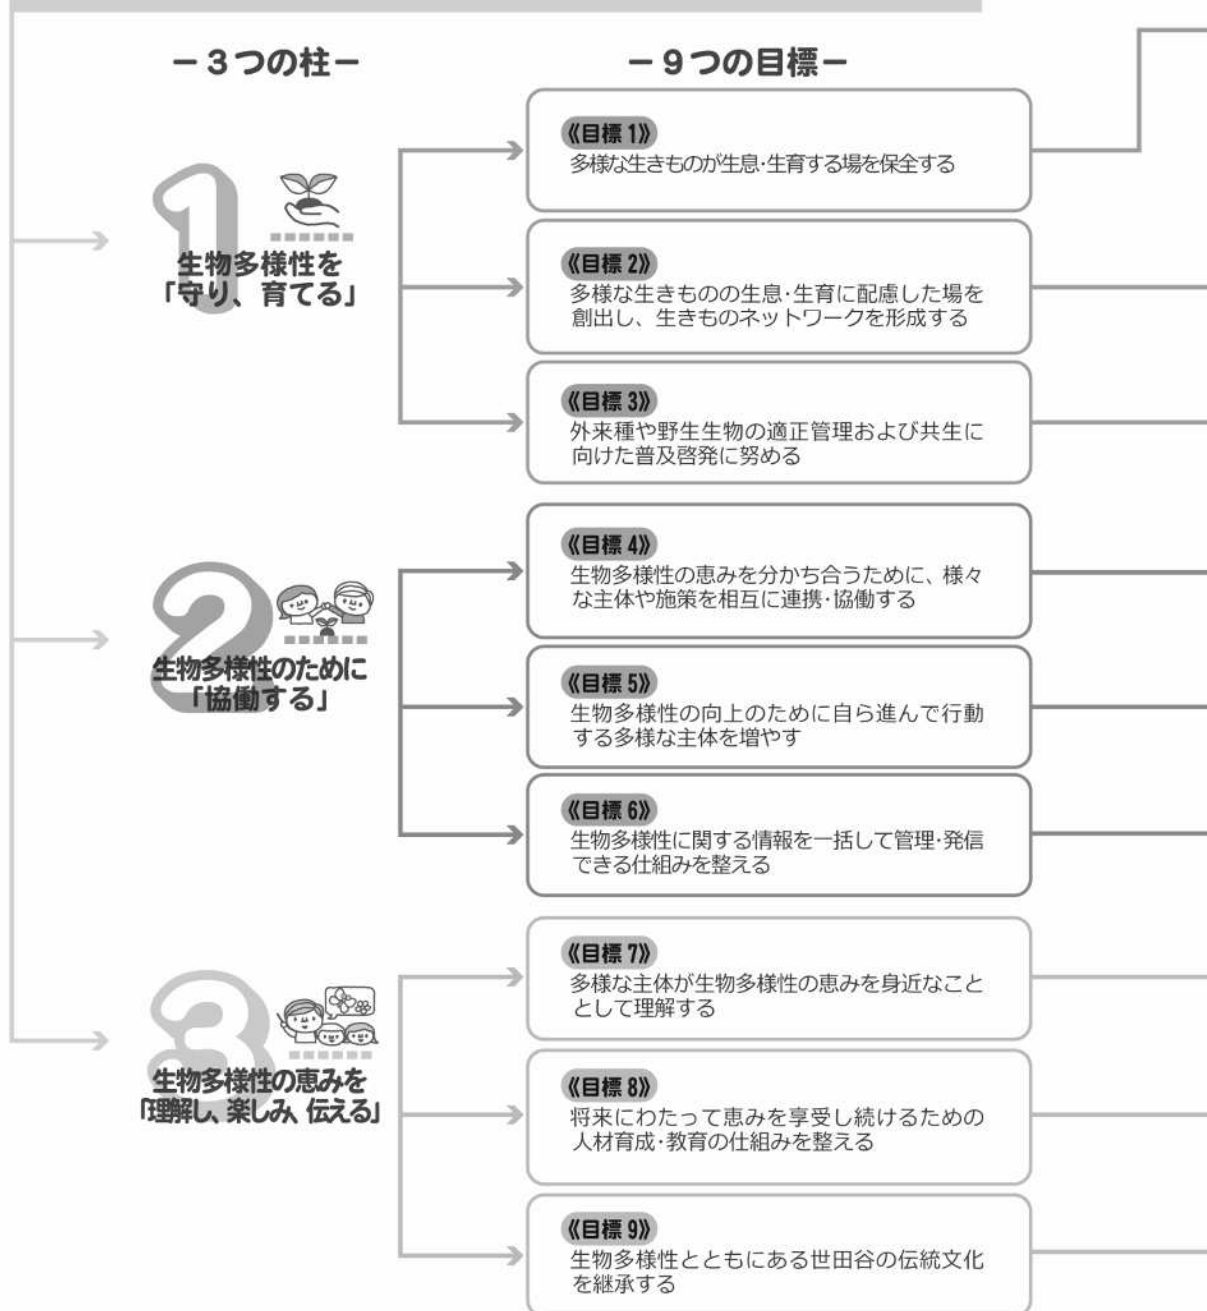 －３つの柱－
－９つの目標－
1
生物多様性を
「守り、育てる」
《目標 1》
多様な生きものが生息・生育する場を保全する
《目標 2》
多様な生きものの生息・生育に配慮した場を
創出し、生きものネットワークを形成する
《目標 3》
外来種や野生生物の適正管理および共生に
向けた普及啓発に努める
2
生物多様性のために
「協働する」
《目標 4》
生物多様性の恵みを分かち合うために、様々
な主体や施策を相互に連携・協働する
《目標 5》
生物多様性の向上のために自ら進んで行動
する多様な主体を増やす
《目標 6》
生物多様性に関する情報を一括して管理・発信
できる仕組みを整える
3
生物多様性の恵みを
「理解し、楽しみ、伝える」
《目標 7》
多様な主体が生物多様性の恵みを身近なこと
として理解する
《目標 8》
将来にわたって恵みを享受し続けるための
人材育成・教育の仕組みを整える
《目標 9》
生物多様性とともにある世田谷の伝統文化
を継承する